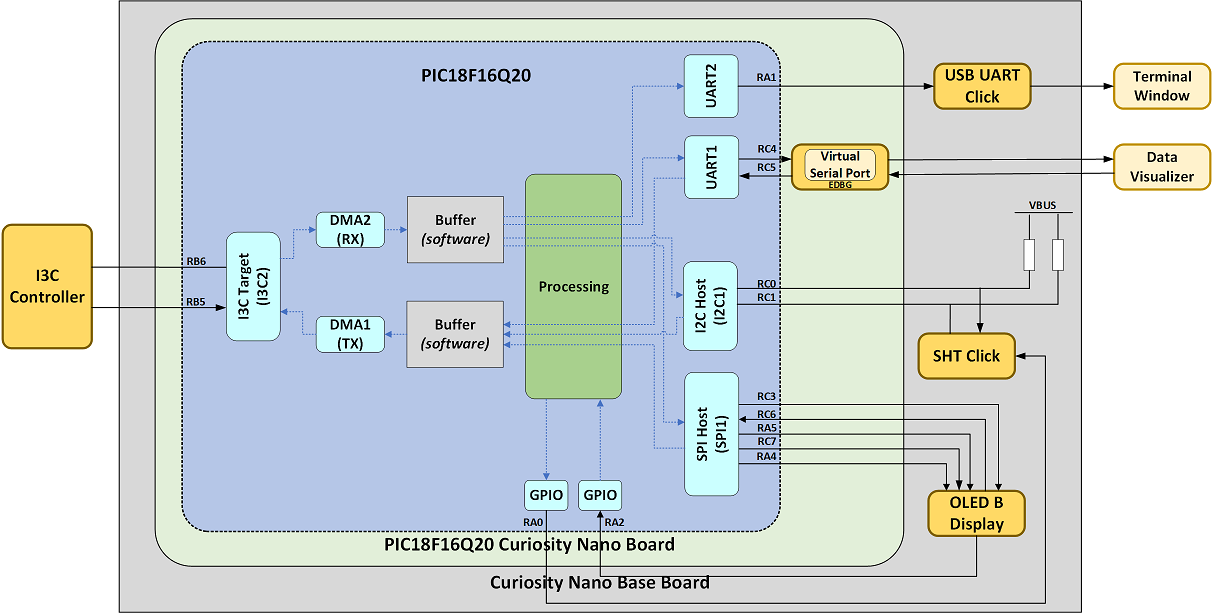 PIC18F16Q20
UART2
RA1
USB UART
Click
Terminal
Window
UART1
RC4
RC5
Virtual
Serial Port
EDBG
Data
Visualizer
VBUS
I3C
Controller
RB6
RB5
I3C Target
(I3C2)
DMA2
(RX)
Buffer
(software)
DMA1
(TX)
Buffer
(software)
Processing
I2C Host
(I2C1)
RC0
RC1
SHT Click
SPI Host
(SPI1)
RC3
RC6
RA5
RC7
RA4
OLED B
Display
GPIO
GPIO
RA0
RA2
PIC18F16Q20 Curiosity Nano Board
Curiosity Nano Base Board